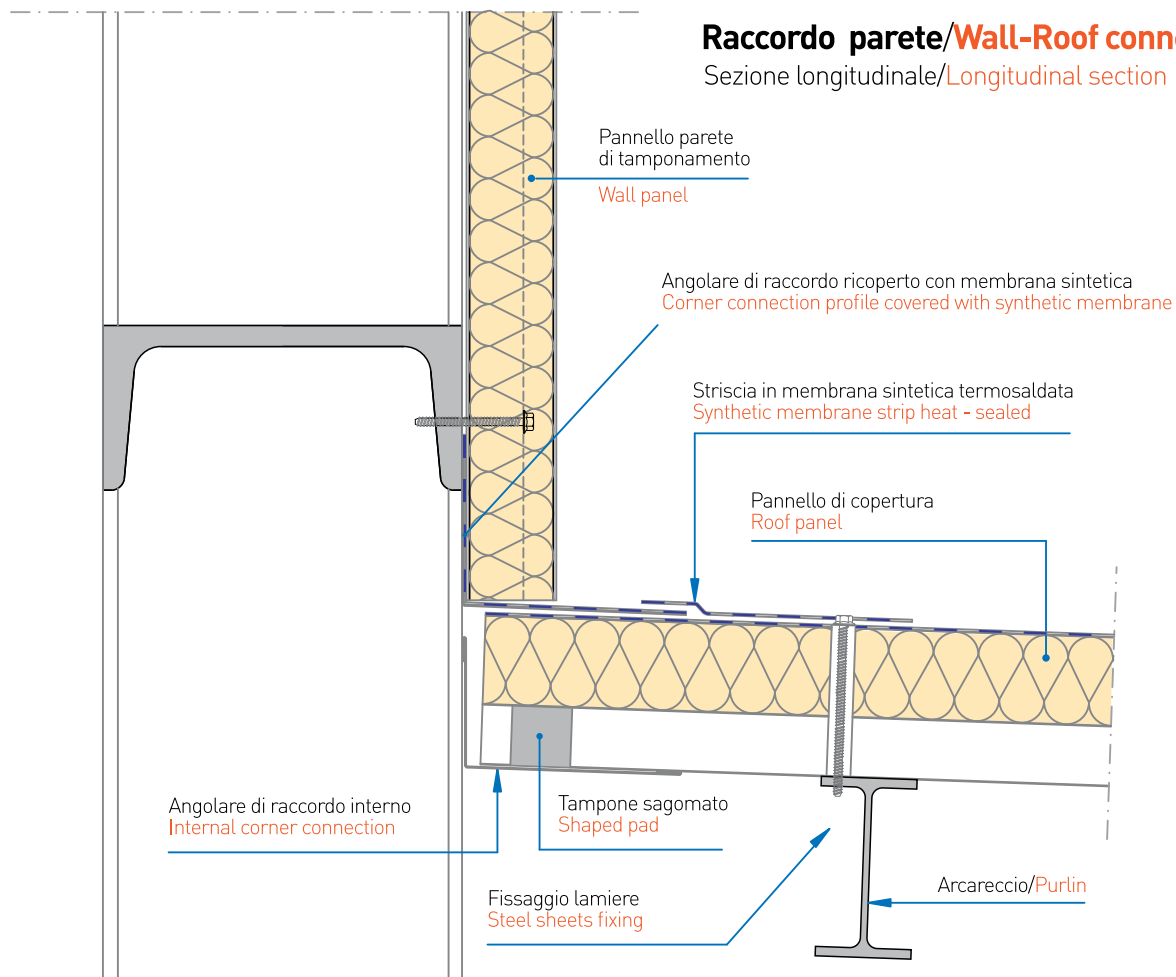 Raccordo parete/Wall-Roof
Sezione longitudinale/Longitudinal section
Pannello parete
di tamponamento
Wall panel
Angolare di raccordo ricoperto con membrana sintetica
Corner connection profile covered with synthetic membrane
Striscia in membrana sintetica termosaldata
Synthetic membrane strip heat - sealed
Pannello di copertura
Roof panel
Angolare di raccordo interno
Internal corner connection
Tampone sagomato
Shaped pad
Fissaggio lamiere
Steel sheets fixing
Arcareccio/Purlin